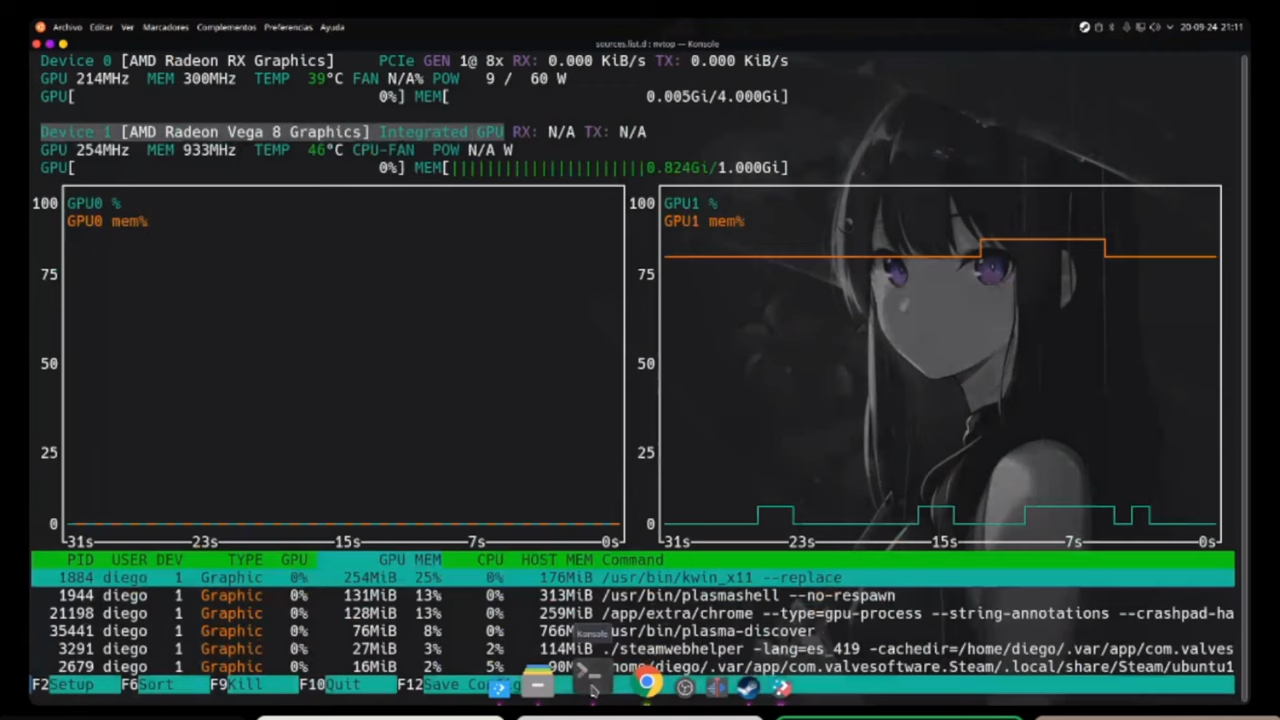 Archivo Editar Ver Marcadores Complementos Preferencias Ayuda
20-09-24 21:11
sources.list.d : nvtop — Konsole
Device 0 [AMD Radeon RX Graphics] PCIe GEN 1@ 8x RX: 0.000 KiB/s TX: 0.000 KiB/s
GPU 214MHz MEM 300MHz TEMP 39°C FAN N/A% POW 9 / 60 W
GPU[ 0%] MEM[ 0.005Gi/4.000Gi]
Device 1 [AMD Radeon Vega 8 Graphics] Integrated GPU RX: N/A TX: N/A
GPU 254MHz MEM 933MHz TEMP 46°C CPU-FAN POW N/A W
GPU[ 0%] MEM[||||||||||||||||||||||0.824Gi/1.000Gi]
100 GPU0 % 100 GPU1 %
GPU0 mem% GPU1 mem%
75 75
50 50
25 25
0 0
31s 23s 15s 7s 0s 31s 23s 15s 7s 0s
PID USER DEV TYPE GPU GPU MEM CPU HOST MEM Command
1884 diego 1 Graphic 0% 254MiB 25% 0% 176MiB /usr/bin/kwin_x11 --replace
1944 diego 1 Graphic 0% 131MiB 13% 0% 313MiB /usr/bin/plasmashell --no-respawn
21198 diego 1 Graphic 0% 128MiB 13% 0% 259MiB /app/extra/chrome --type=gpu-process --string-annotations --crashpad-ha
35441 diego 1 Graphic 0% 76MiB 8% 0% 766M usr/bin/plasma-discover
Konsole
3291 diego 1 Graphic 0% 27MiB 3% 2% 114MiB ./steamwebhelper -lang=es_419 -cachedir=/home/diego/.var/app/com.valves
2679 diego 1 Graphic 0% 16MiB 2% 5% 90M home/diego/.var/app/com.valvesoftware.Steam/.local/share/Steam/ubuntu1
F2Setup F6Sort F9Kill F10Quit F12Save Config